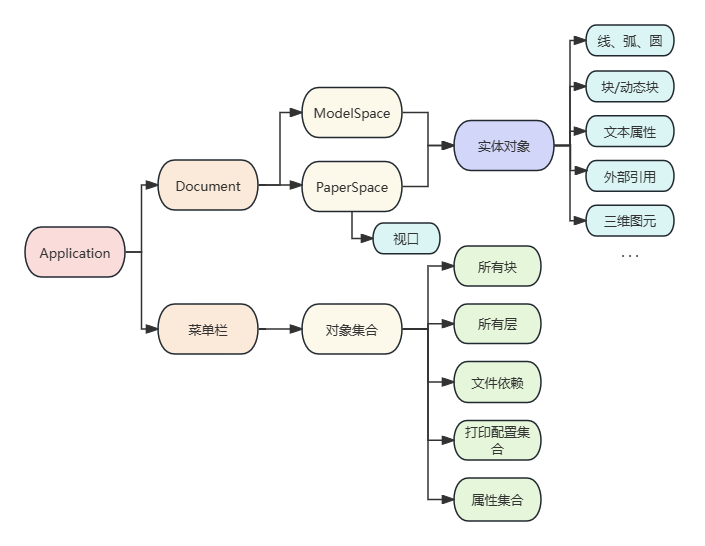 Application
Document
菜单栏
ModelSpace
PaperSpace
视口
对象集合
实体对象
线、弧、圆
块/动态块
文本属性
外部引用
三维图元
...
所有块
所有层
文件依赖
打印配置集
合
属性集合